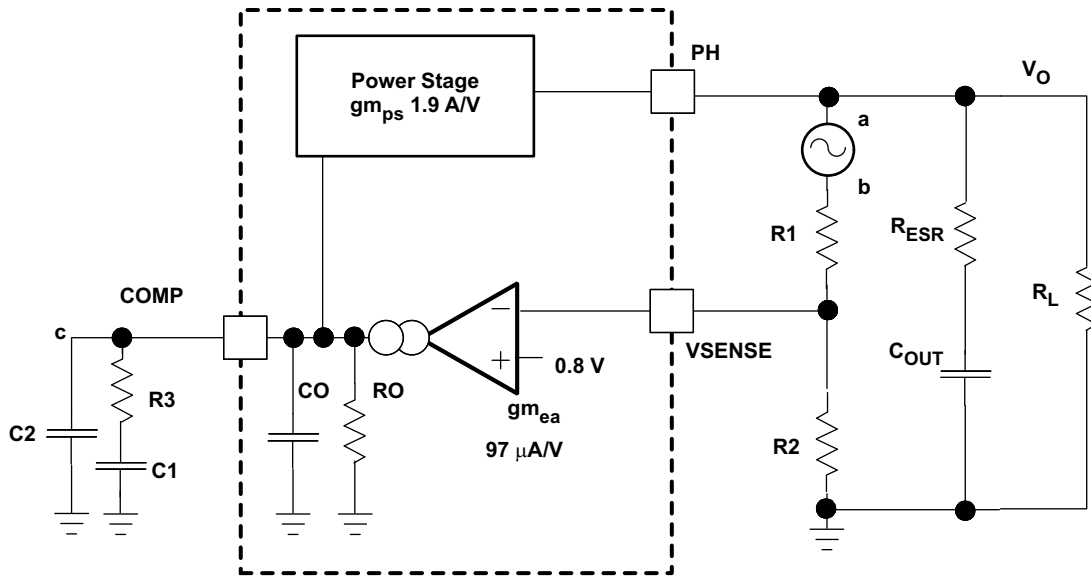 PH
Power Stage
gm_ps 1.9 A/V
V_O
a
b
R1
R_ESR
R_L
COMP
c
−
VSENSE
+
0.8 V
C_OUT
CO
RO
R3
gm_ea
C2
C1
97 μA/V
R2